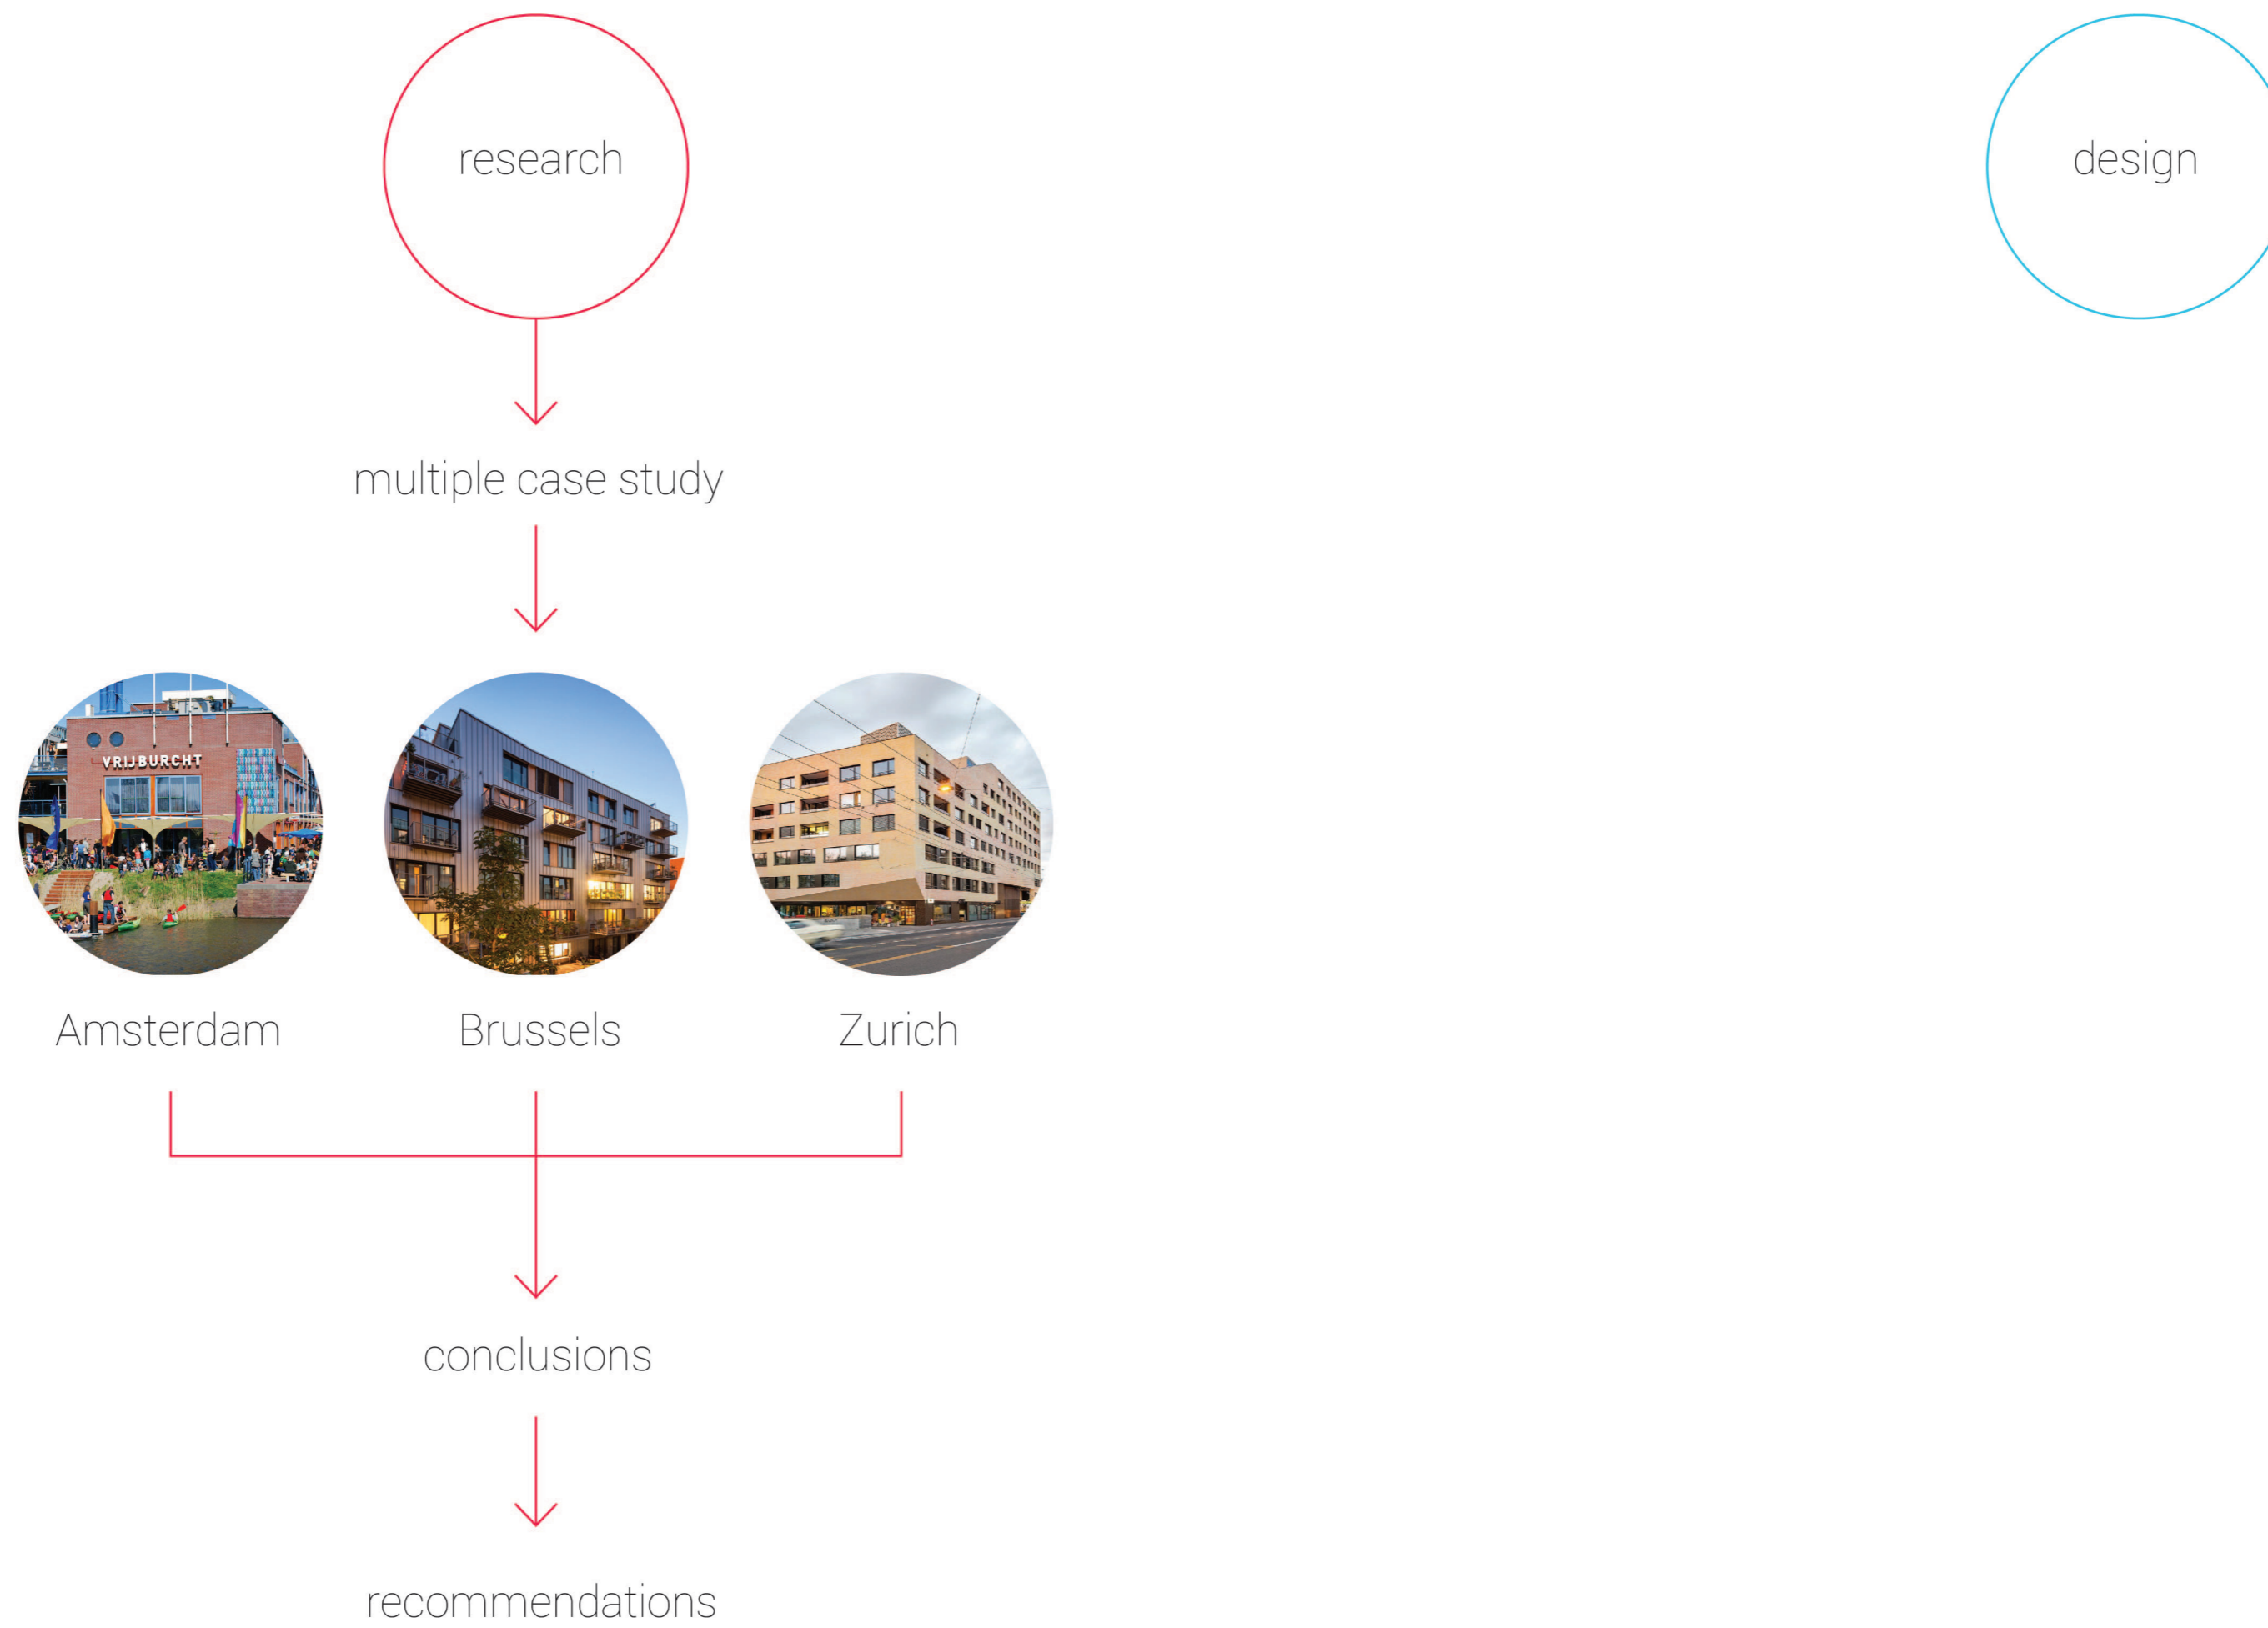 research
design
multiple case study
VRIJBURCHT
Amsterdam
Brussels
Zurich
conclusions
recommendations